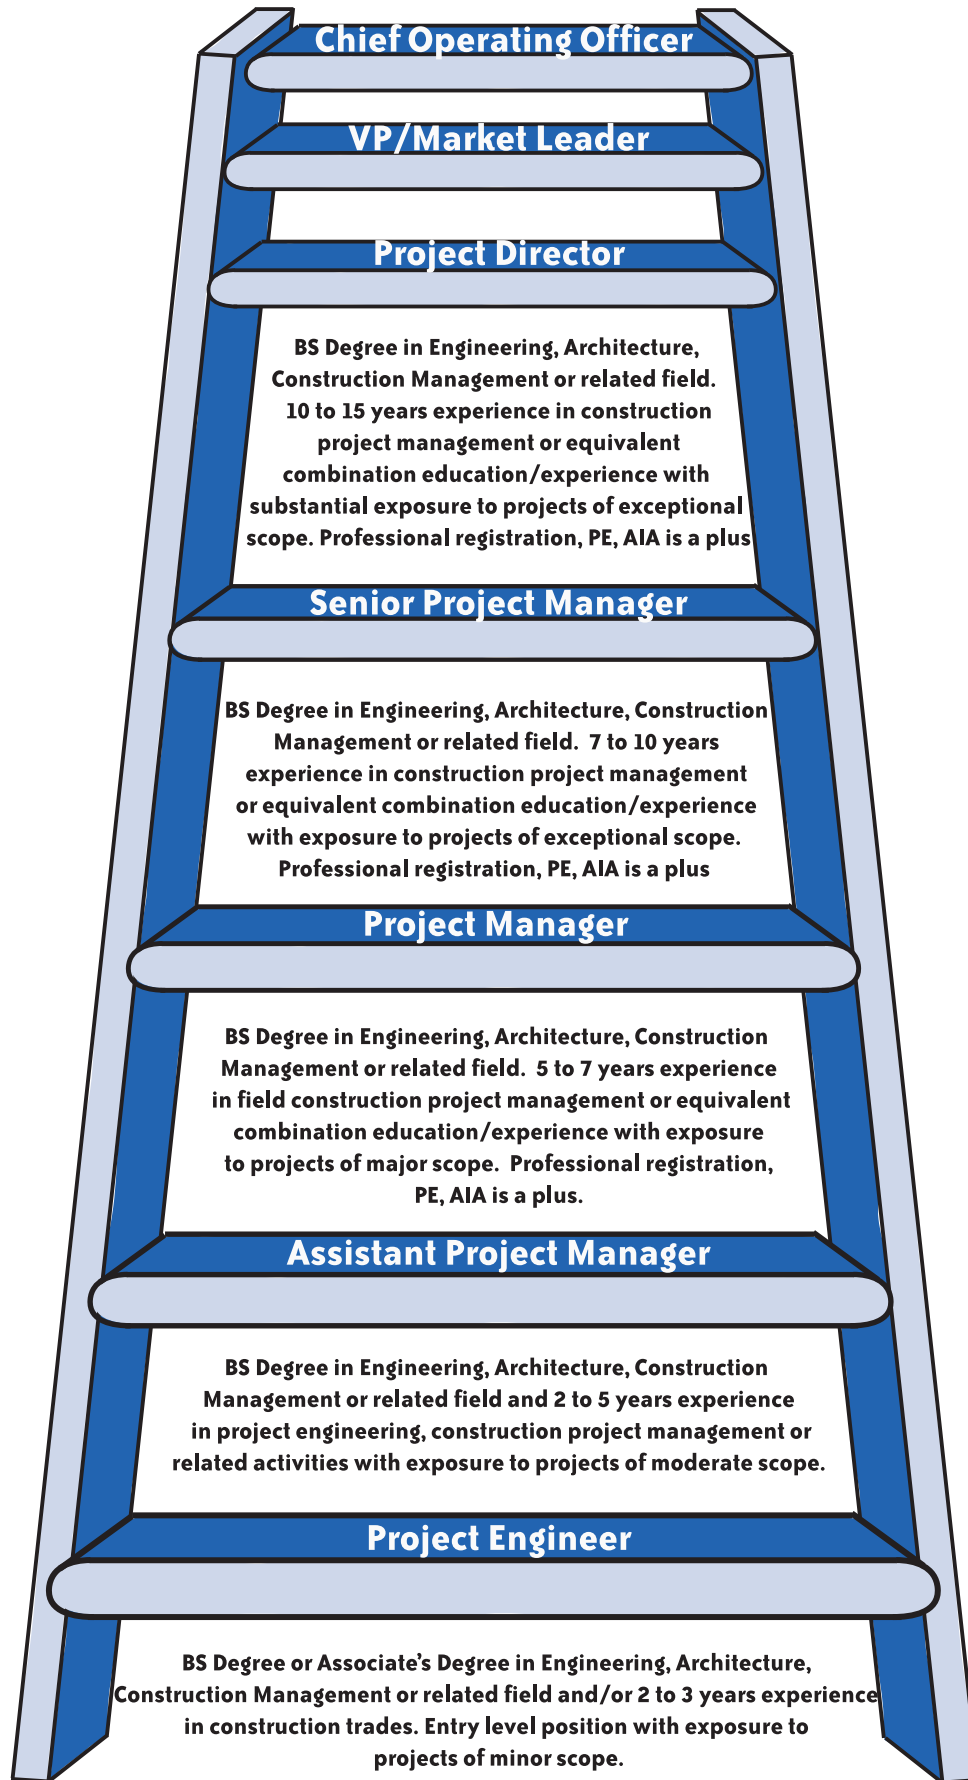 Chief Operating Officer
VP/Market Leader
Project Director
BS Degree in Engineering, Architecture,
Construction Management or related field.
10 to 15 years experience in construction
project management or equivalent
combination education/experience with
substantial exposure to projects of exceptional
scope. Professional registration, PE, AIA is a plus
Senior Project Manager
BS Degree in Engineering, Architecture, Construction
Management or related field. 7 to 10 years
experience in construction project management
or equivalent combination education/experience
with exposure to projects of exceptional scope.
Professional registration, PE, AIA is a plus
Project Manager
BS Degree in Engineering, Architecture, Construction
Management or related field. 5 to 7 years experience
in field construction project management or equivalent
combination education/experience with exposure
to projects of major scope. Professional registration,
PE, AIA is a plus.
Assistant Project Manager
BS Degree in Engineering, Architecture, Construction
Management or related field and 2 to 5 years experience
in project engineering, construction project management or
related activities with exposure to projects of moderate scope.
Project Engineer
BS Degree or Associate's Degree in Engineering, Architecture,
Construction Management or related field and/or 2 to 3 years experience
in construction trades. Entry level position with exposure to
projects of minor scope.